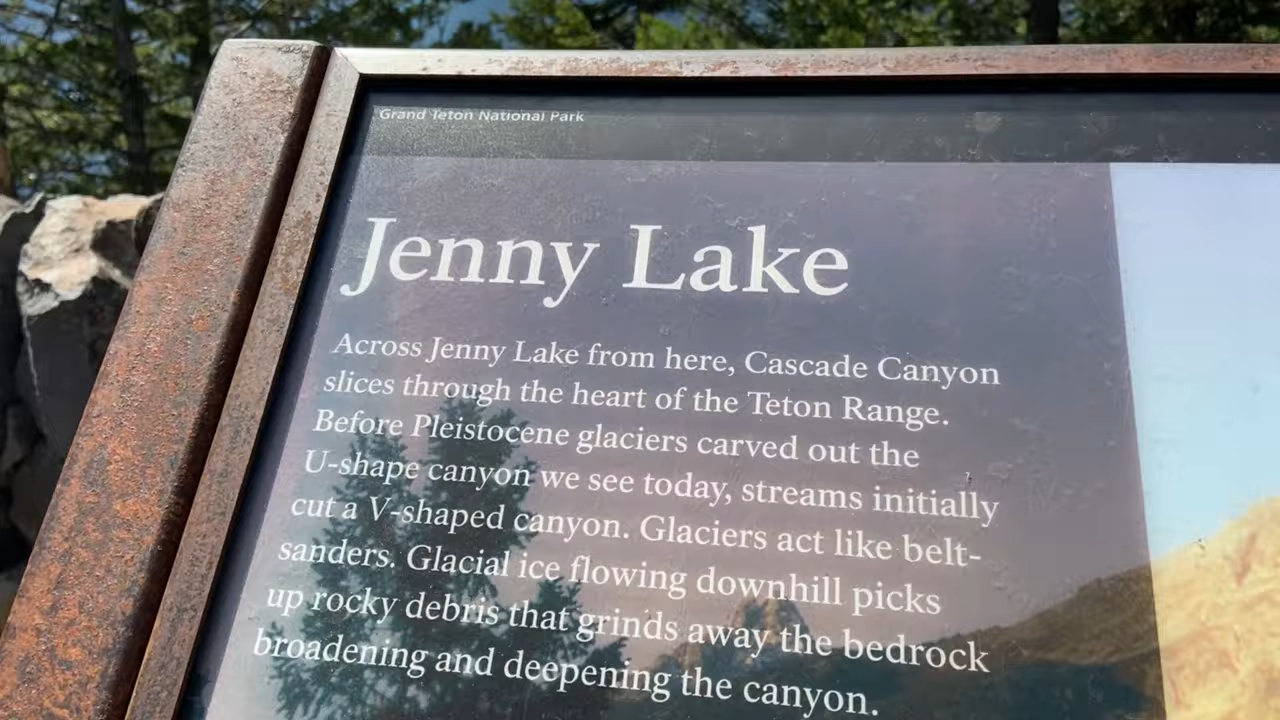 Grand Teton National Park
Jenny Lake
Across Jenny Lake from here, Cascade Canyon
slices through the heart of the Teton Range.
Before Pleistocene glaciers carved out the
U-shape canyon we see today, streams initially
cut a V-shaped canyon. Glaciers act like belt-
sanders. Glacial ice flowing downhill picks
up rocky debris that grinds away the bedrock
broadening and deepening the canyon.